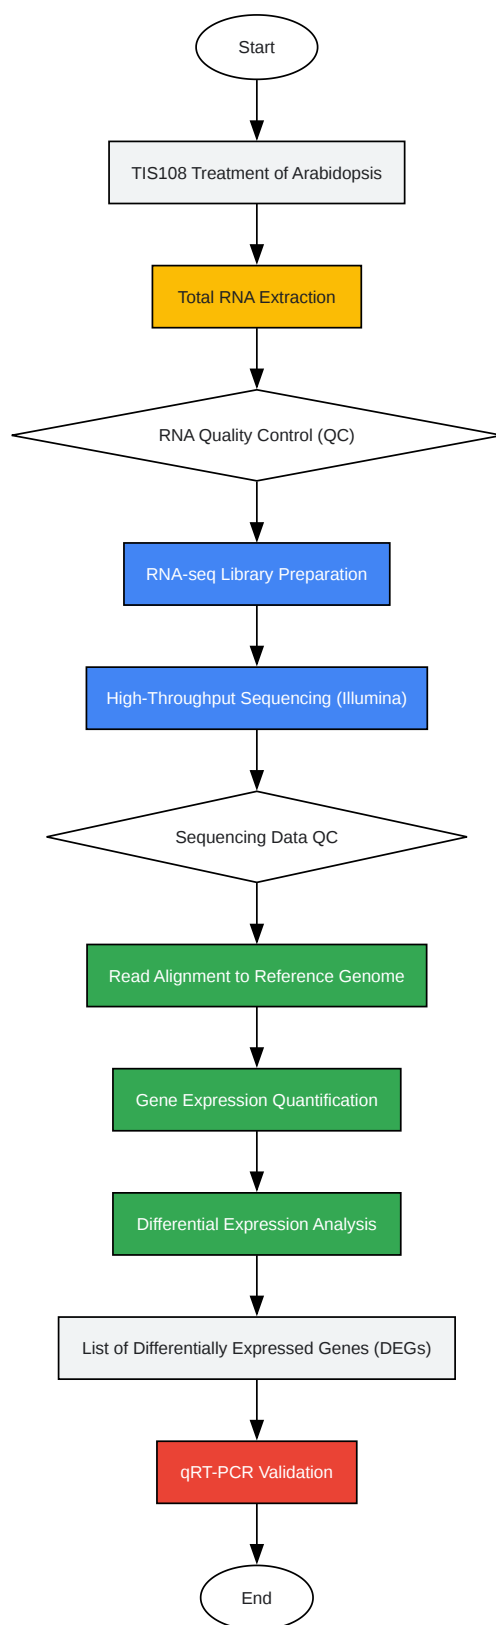 Start
TIS108 Treatment of Arabidopsis
Total RNA Extraction
RNA Quality Control (QC)
RNA-seq Library Preparation
High-Throughput Sequencing (Illumina)
Sequencing Data QC
Read Alignment to Reference Genome
Gene Expression Quantification
Differential Expression Analysis
List of Differentially Expressed Genes (DEGs)
qRT-PCR Validation
End